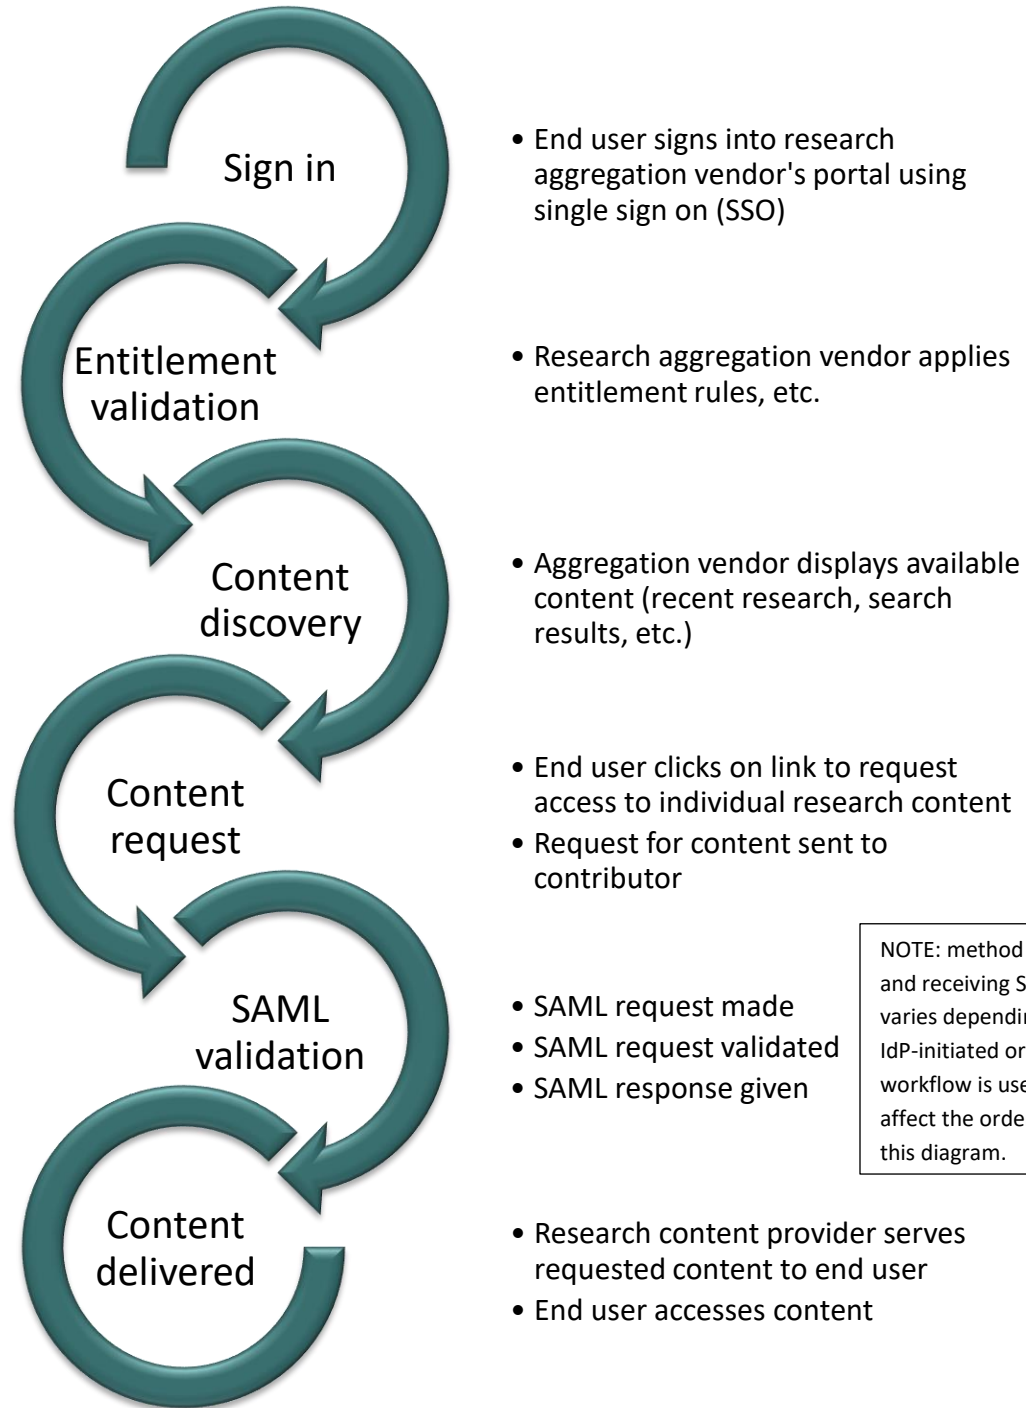 Sign in
• End user signs into research
aggregation vendor's portal using
single sign on (SSO)
Entitlement
validation
• Research aggregation vendor applies
entitlement rules, etc.
Content
discovery
• Aggregation vendor displays available
content (recent research, search
results, etc.)
Content
request
• End user clicks on link to request
access to individual research content
• Request for content sent to
contributor
SAML
validation
• SAML request made
• SAML request validated
• SAML response given
NOTE: method
and receiving
varies
IdP-initiated or
workflow is
affect the
this diagram.
Content
delivered
• Research content provider serves
requested content to end user
• End user accesses content